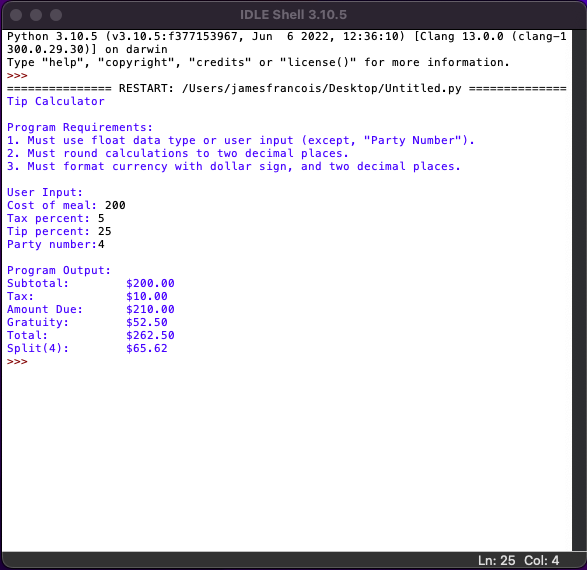 IDLE Shell 3.10.5
Python 3.10.5 (v3.10.5:f377153967, Jun  6 2022, 12:36:10) [Clang 13.0.0 (clang-1
300.0.29.30)] on darwin
Type "help", "copyright", "credits" or "license()" for more information.
>>>
=============== RESTART: /Users/jamesfrancois/Desktop/Untitled.py ==============
Tip Calculator

Program Requirements:
1. Must use float data type or user input (except, "Party Number").
2. Must round calculations to two decimal places.
3. Must format currency with dollar sign, and two decimal places.

User Input:
Cost of meal: 200
Tax percent: 5
Tip percent: 25
Party number:4

Program Output:
Subtotal:        $200.00
Tax:             $10.00
Amount Due:      $210.00
Gratuity:        $52.50
Total:           $262.50
Split(4):        $65.62
>>>
Ln: 25  Col: 4